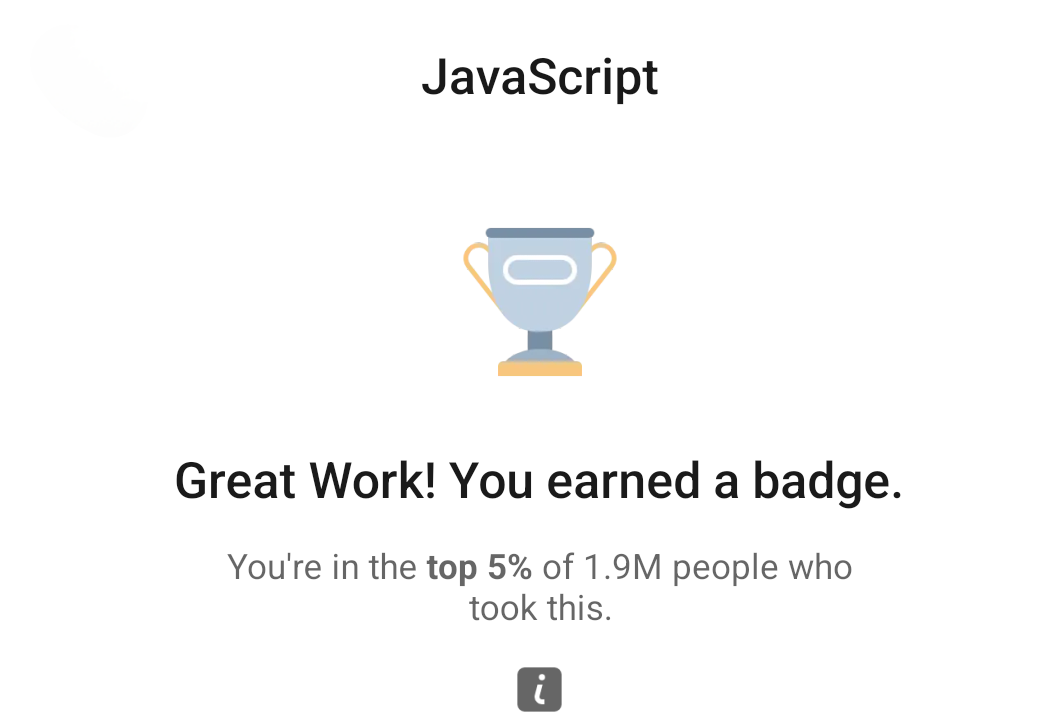 JavaScript
Great Work! You earned a badge.
You're in the top 5% of 1.9M people who
took this.
i